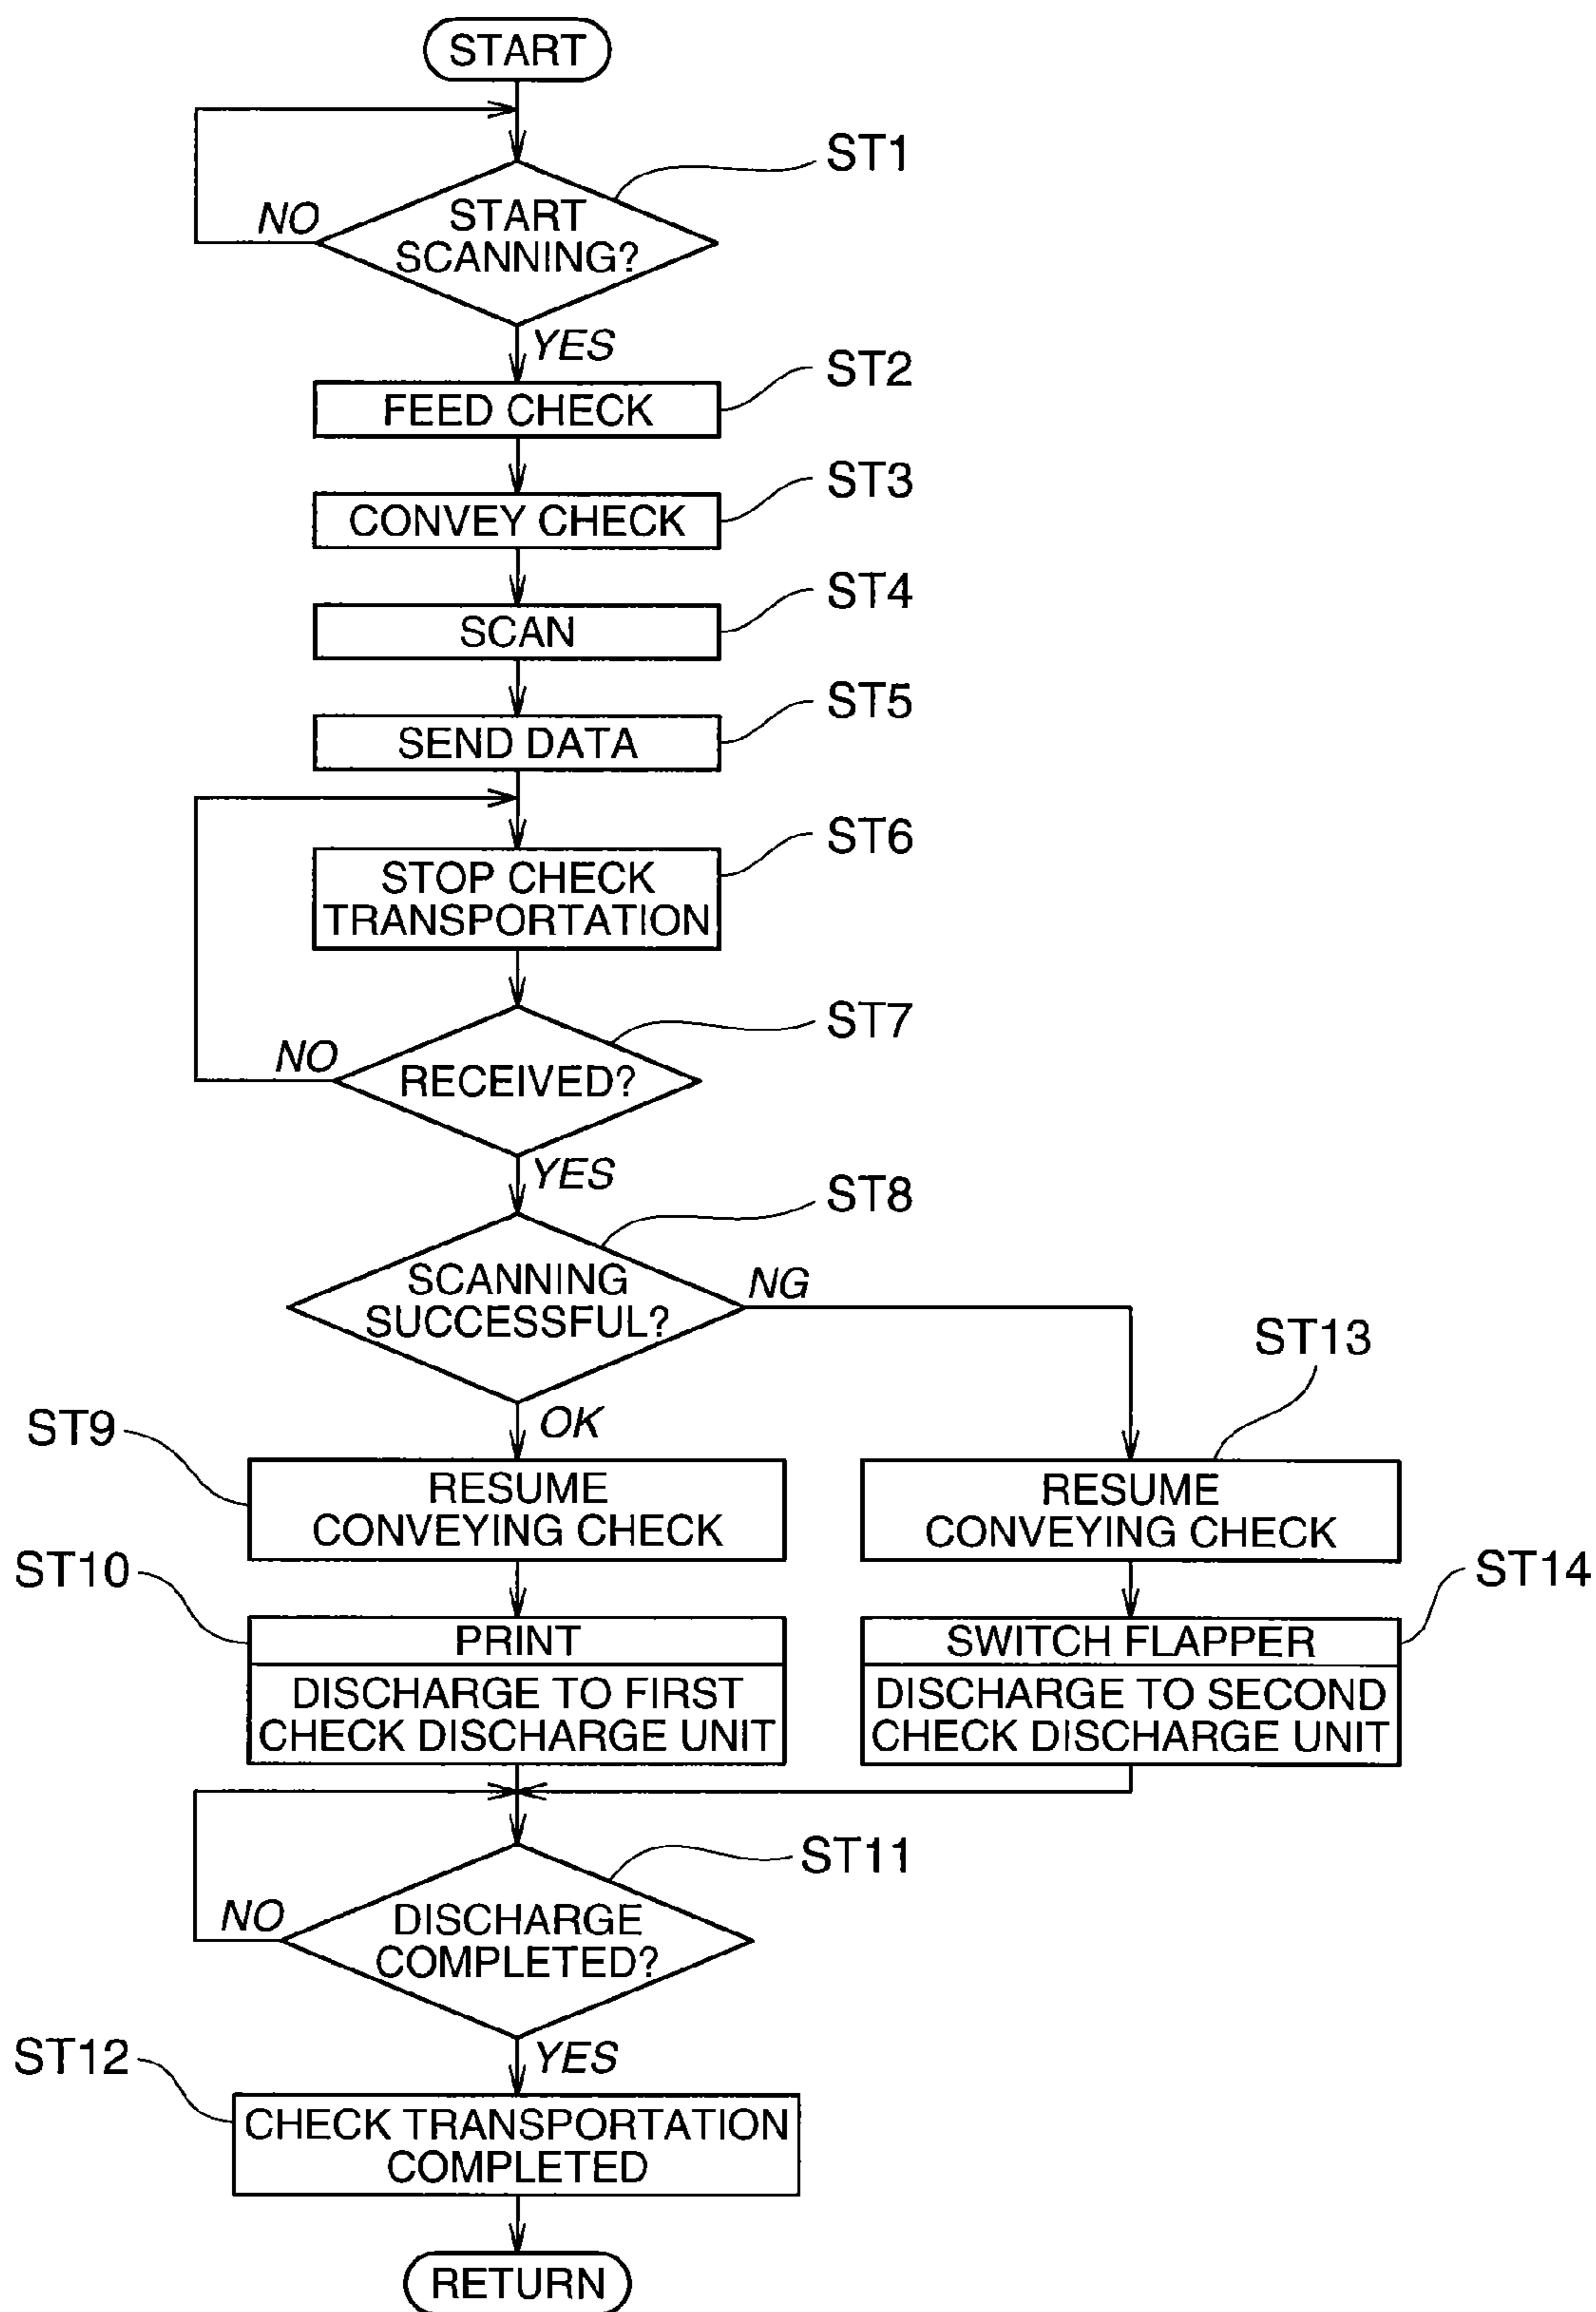 START
ST1
NO
START
SCANNING?
YES
ST2
FEED CHECK
ST3
CONVEY CHECK
ST4
SCAN
ST5
SEND DATA
ST6
STOP CHECK
TRANSPORTATION
ST7
NO
RECEIVED?
YES
ST8
SCANNING
SUCCESSFUL?
NG
ST13
OK
ST9
RESUME
CONVEYING CHECK
RESUME
CONVEYING CHECK
ST10
ST14
PRINT
DISCHARGE TO FIRST
CHECK DISCHARGE UNIT
SWITCH FLAPPER
DISCHARGE TO SECOND
CHECK DISCHARGE UNIT
ST11
NO
DISCHARGE
COMPLETED?
YES
ST12
CHECK TRANSPORTATION
COMPLETED
RETURN